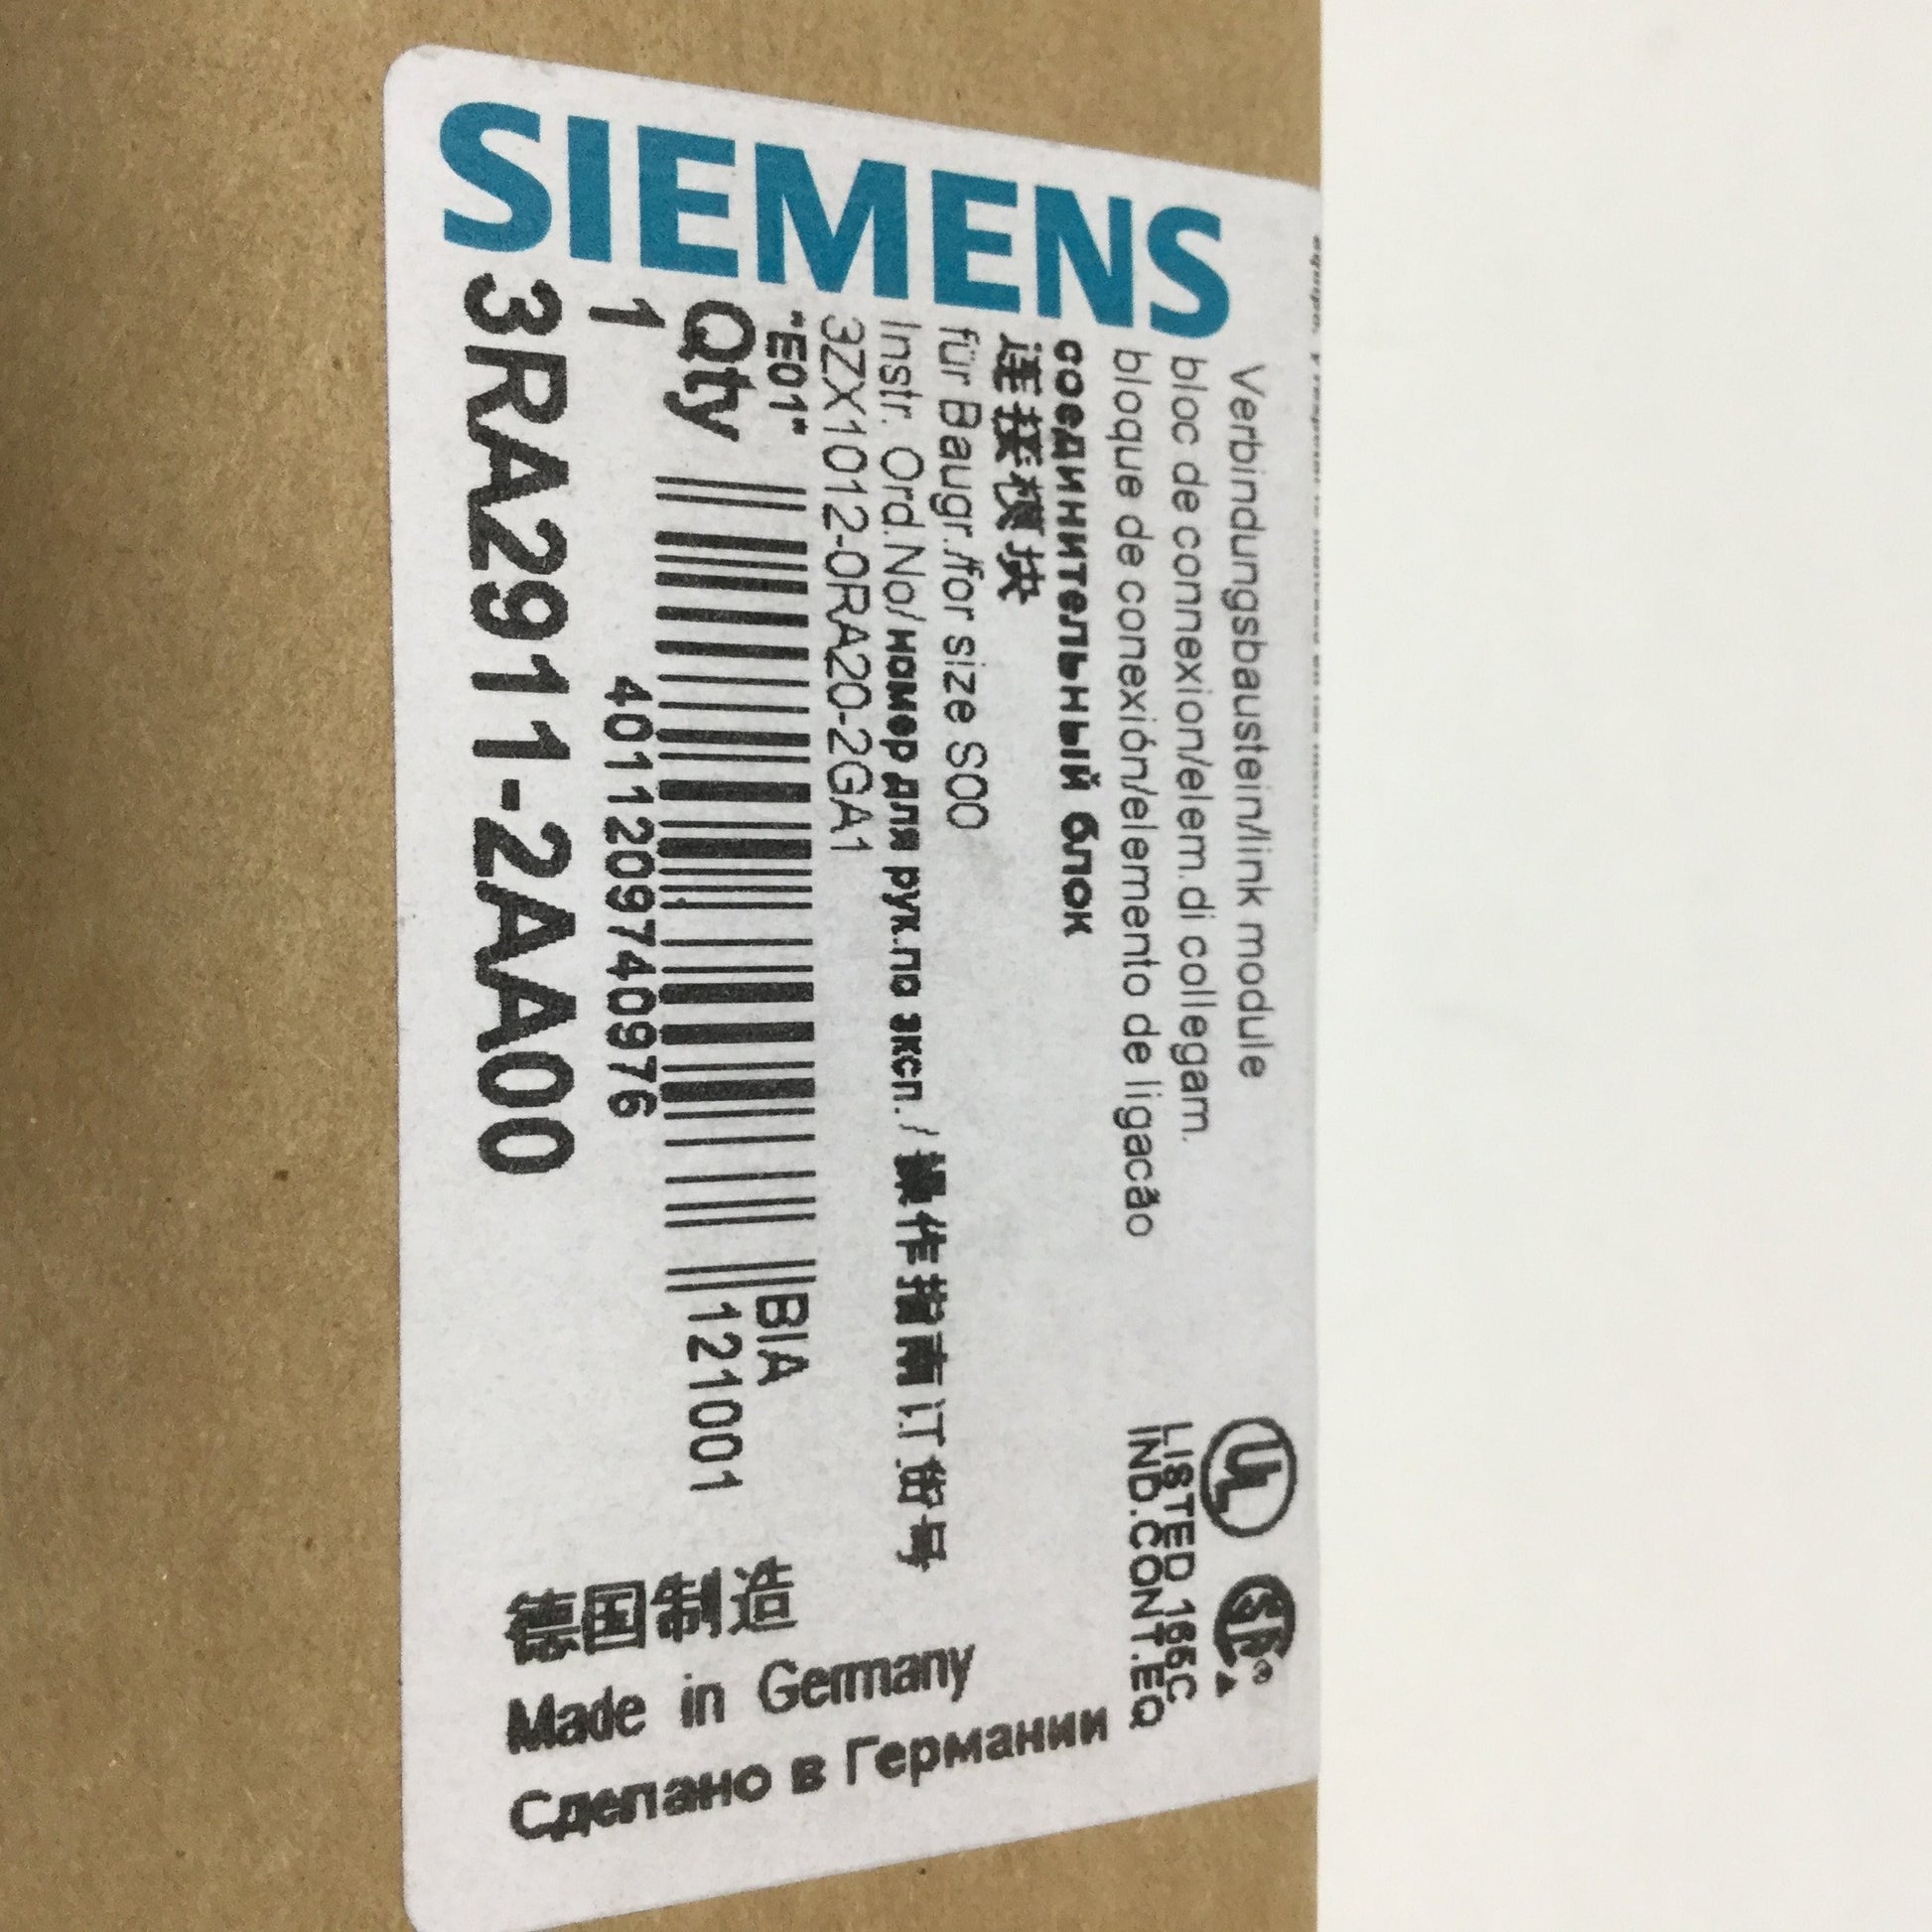 SIEMENS
Verbindungsbaustein/link module
bloc de connexion/elem.di collegam.
bloque de conexión/elemento de ligacão
соединительный блок
连接模块
für Baugr./for size S00
Instr. Ord.No/номер для рук.по эксп./操作指南订货号
3ZX1012-0RA20-2GA1
"E01"
Qty
1
BIA
121001
4011209740976
3RA2911-2AA00
UL
LISTED 165C
IND.CONT.EQ
德国制造
Made in Germany
Сделано в Германии